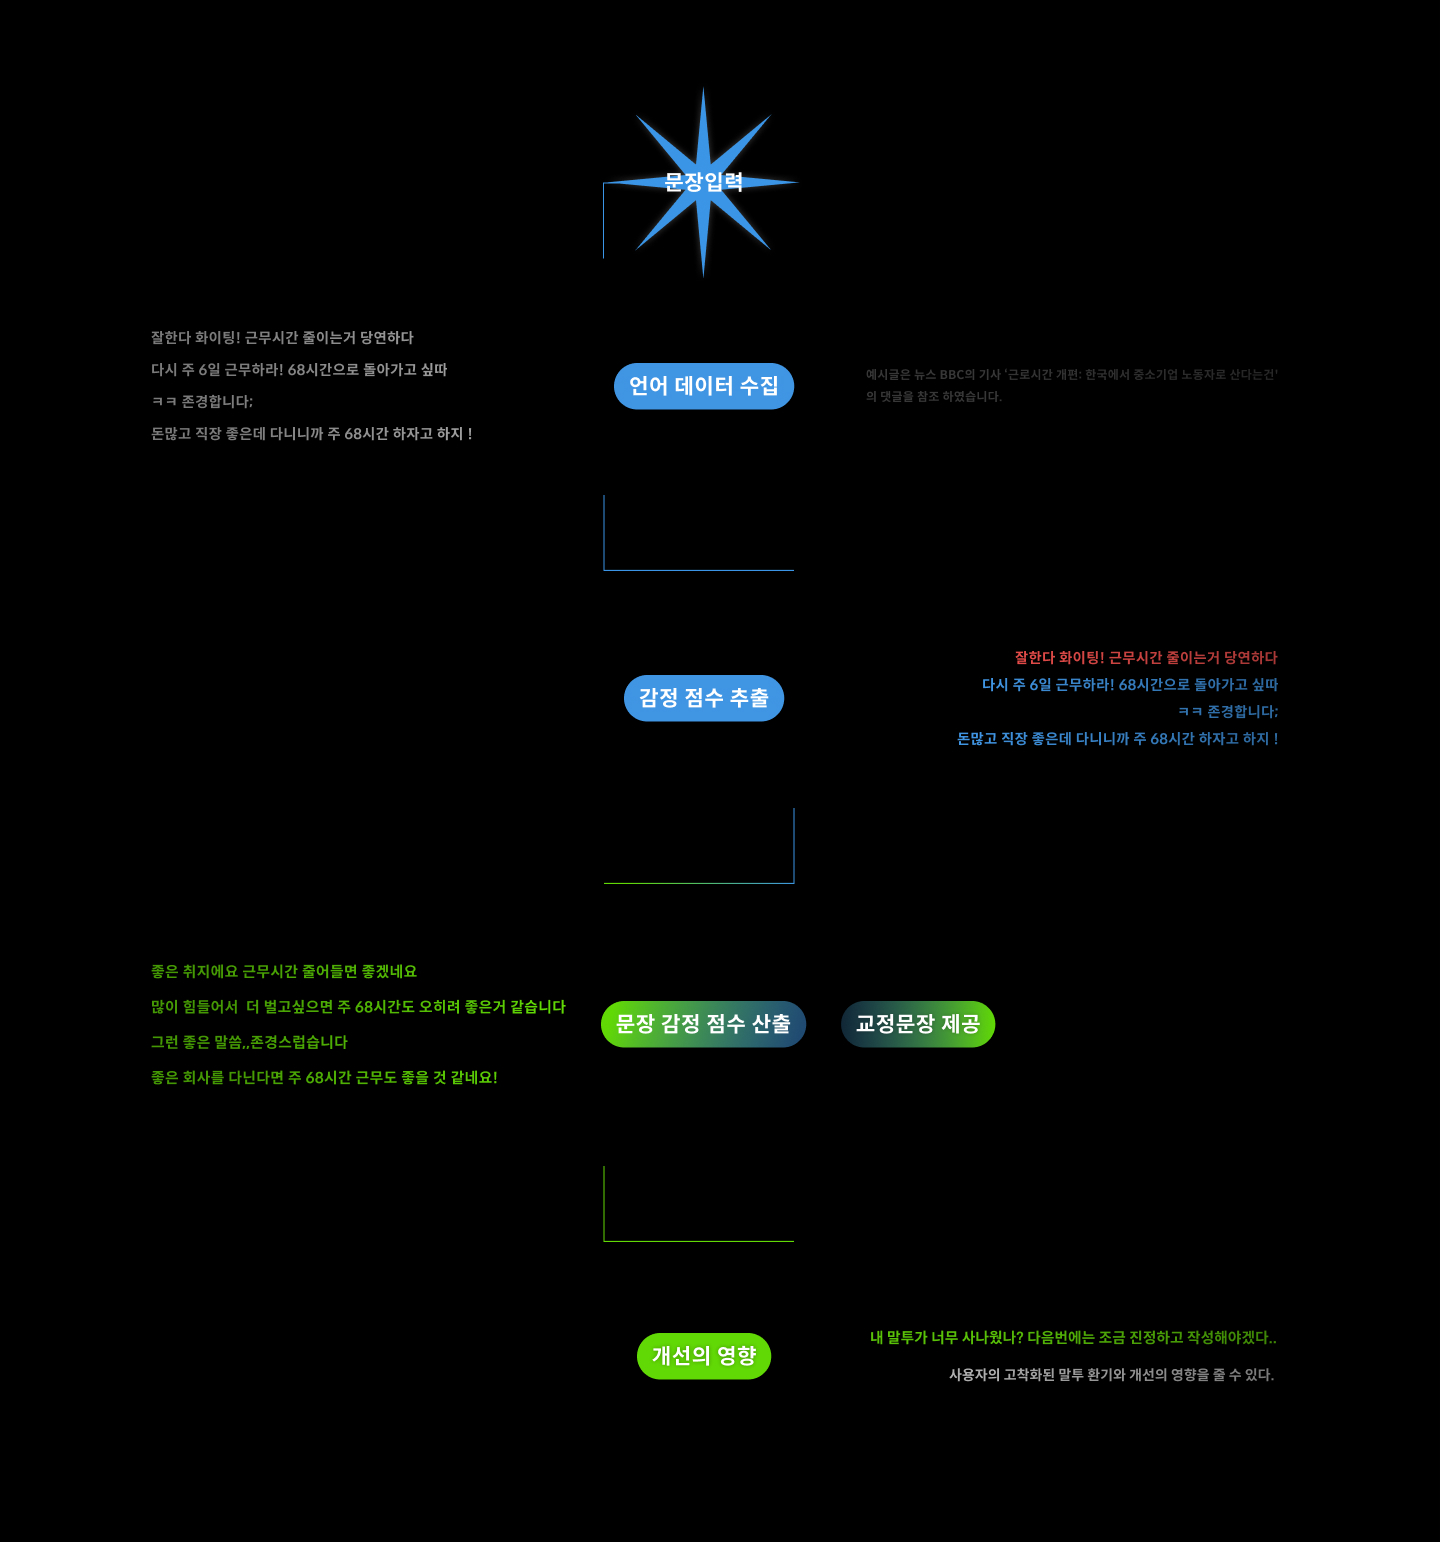 문장입력
잘한다 화이팅! 근무시간 줄이는거 당연하다
다시 주 6일 근무하라! 68시간으로 돌아가고 싶따
ㅋㅋ 존경합니다;
돈많고 직장 좋은데 다니니까 주 68시간 하자고 하지 !
언어 데이터 수집
예시글은 뉴스 BBC의 기사 '근로시간 개편: 한국에서 중소기업 노동자로 산다는건'
의 댓글을 참조 하였습니다.
감정 점수 추출
잘한다 화이팅! 근무시간 줄이는거 당연하다
다시 주 6일 근무하라! 68시간으로 돌아가고 싶따
ㅋㅋ 존경합니다;
돈많고 직장 좋은데 다니니까 주 68시간 하자고 하지 !
좋은 취지에요 근무시간 줄어들면 좋겠네요
많이 힘들어서  더 벌고싶으면 주 68시간도 오히려 좋은거 같습니다
그런 좋은 말씀,,존경스럽습니다
좋은 회사를 다닌다면 주 68시간 근무도 좋을 것 같네요!
문장 감정 점수 산출
교정문장 제공
개선의 영향
내 말투가 너무 사나웠나? 다음번에는 조금 진정하고 작성해야겠다..
사용자의 고착화된 말투 환기와 개선의 영향을 줄 수 있다.